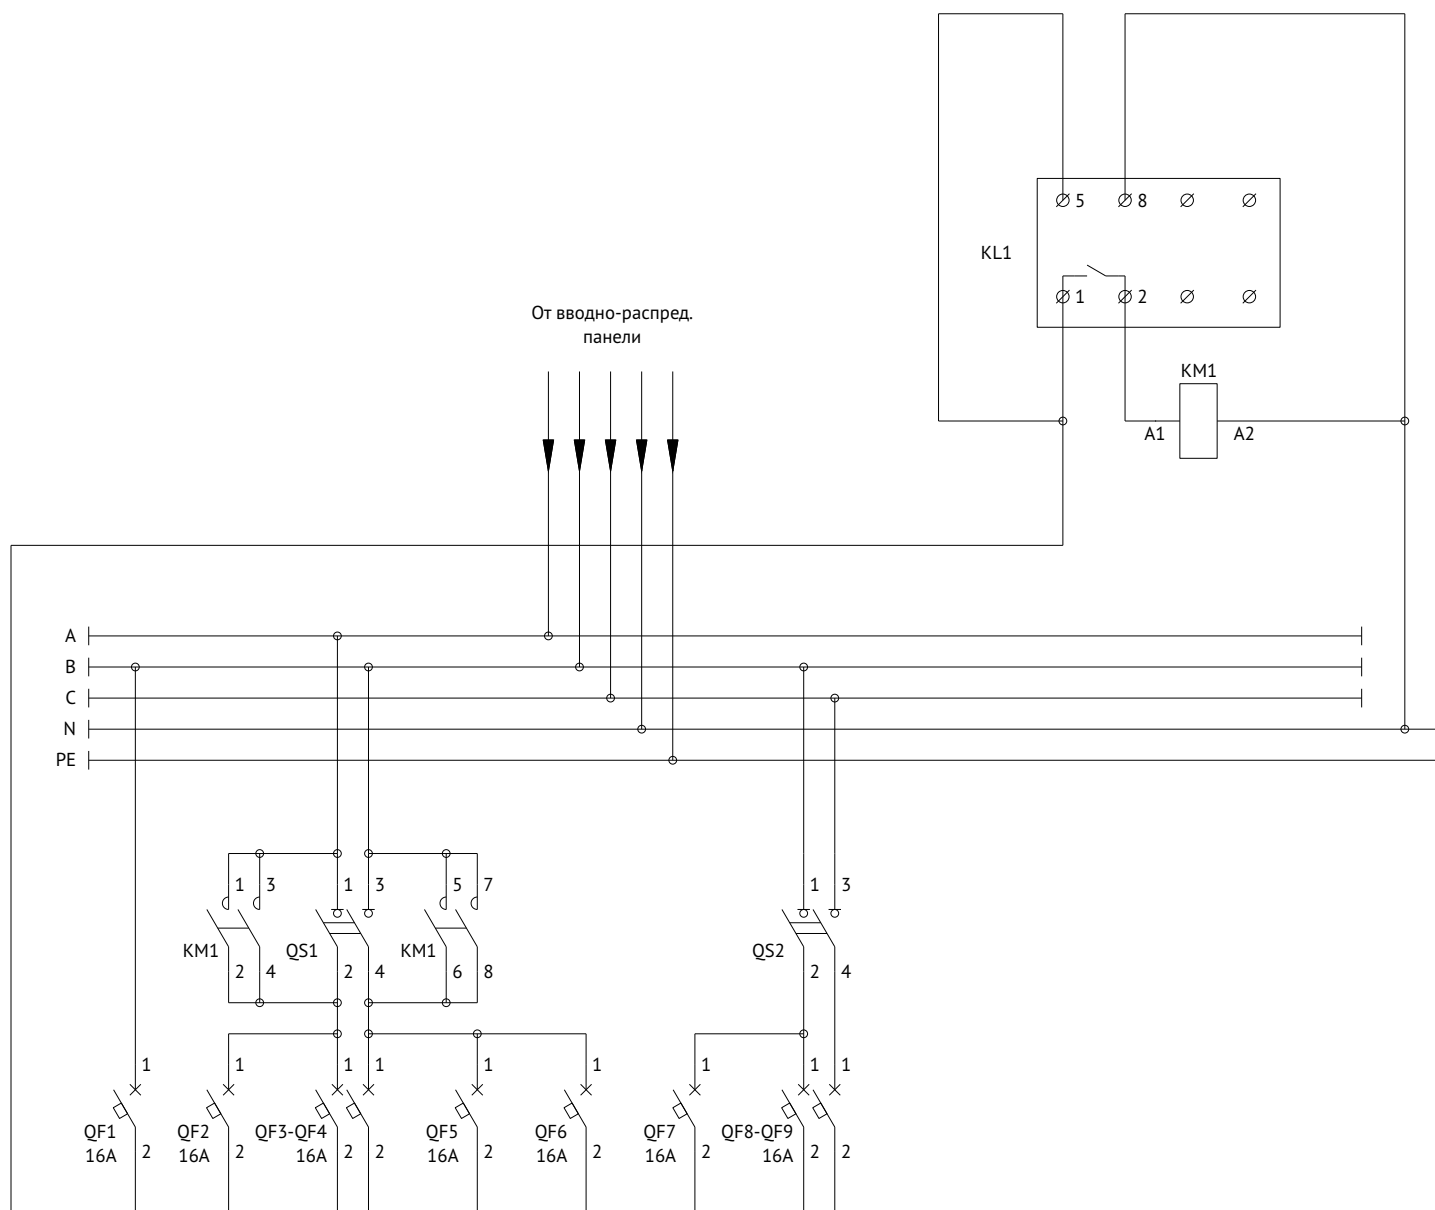 5 8
KL1
1 2
От вводно-распред.
панели
KM1
A1 A2
A
B
C
N
PE
1 3 1 3 5 7 1 3
KM1 QS1 KM1 QS2
2 4 2 4 6 8 2 4
1 1 1 1 1 1 1 1 1
QF1 QF2 QF3-QF4 QF5 QF6 QF7 QF8-QF9
16A 2 16A 2 16A 2 2 16A 2 16A 2 16A 2 16A 2 2